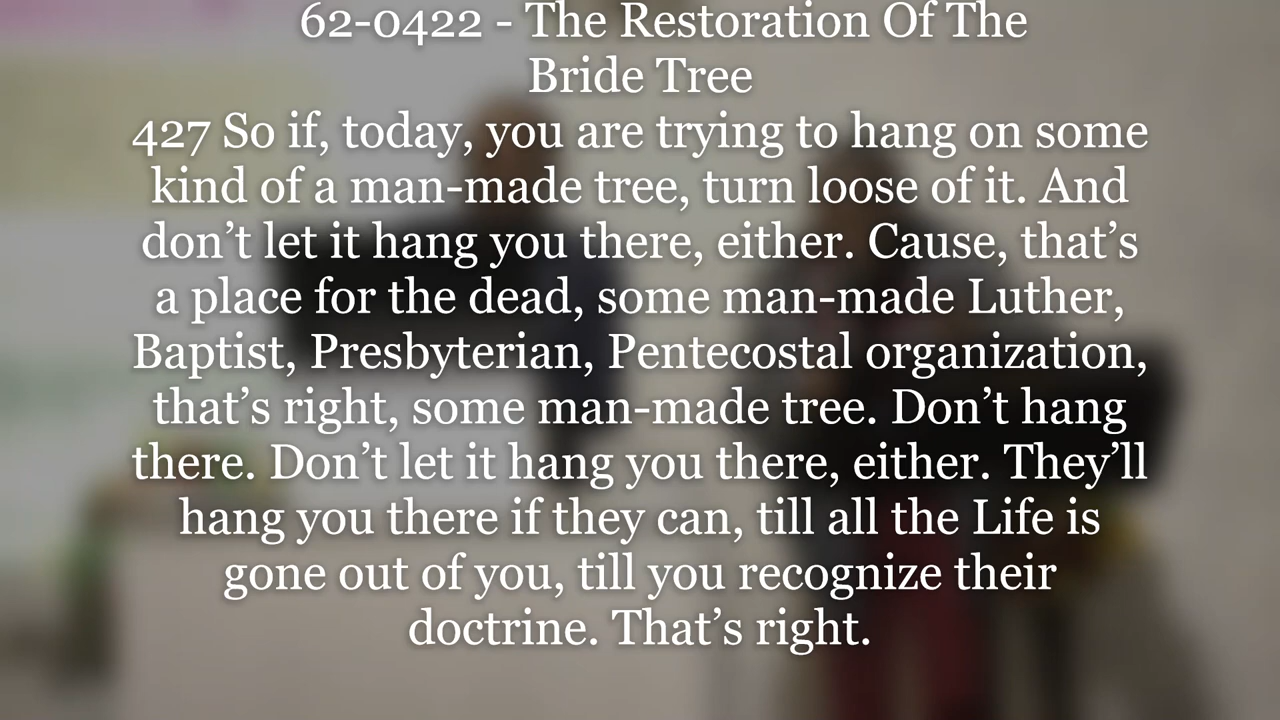 62-0422 - The Restoration Of The
Bride Tree
427 So if, today, you are trying to hang on some
kind of a man-made tree, turn loose of it. And
don’t let it hang you there, either. Cause, that’s
a place for the dead, some man-made Luther,
Baptist, Presbyterian, Pentecostal organization,
that’s right, some man-made tree. Don’t hang
there. Don’t let it hang you there, either. They’ll
hang you there if they can, till all the Life is
gone out of you, till you recognize their
doctrine. That’s right.